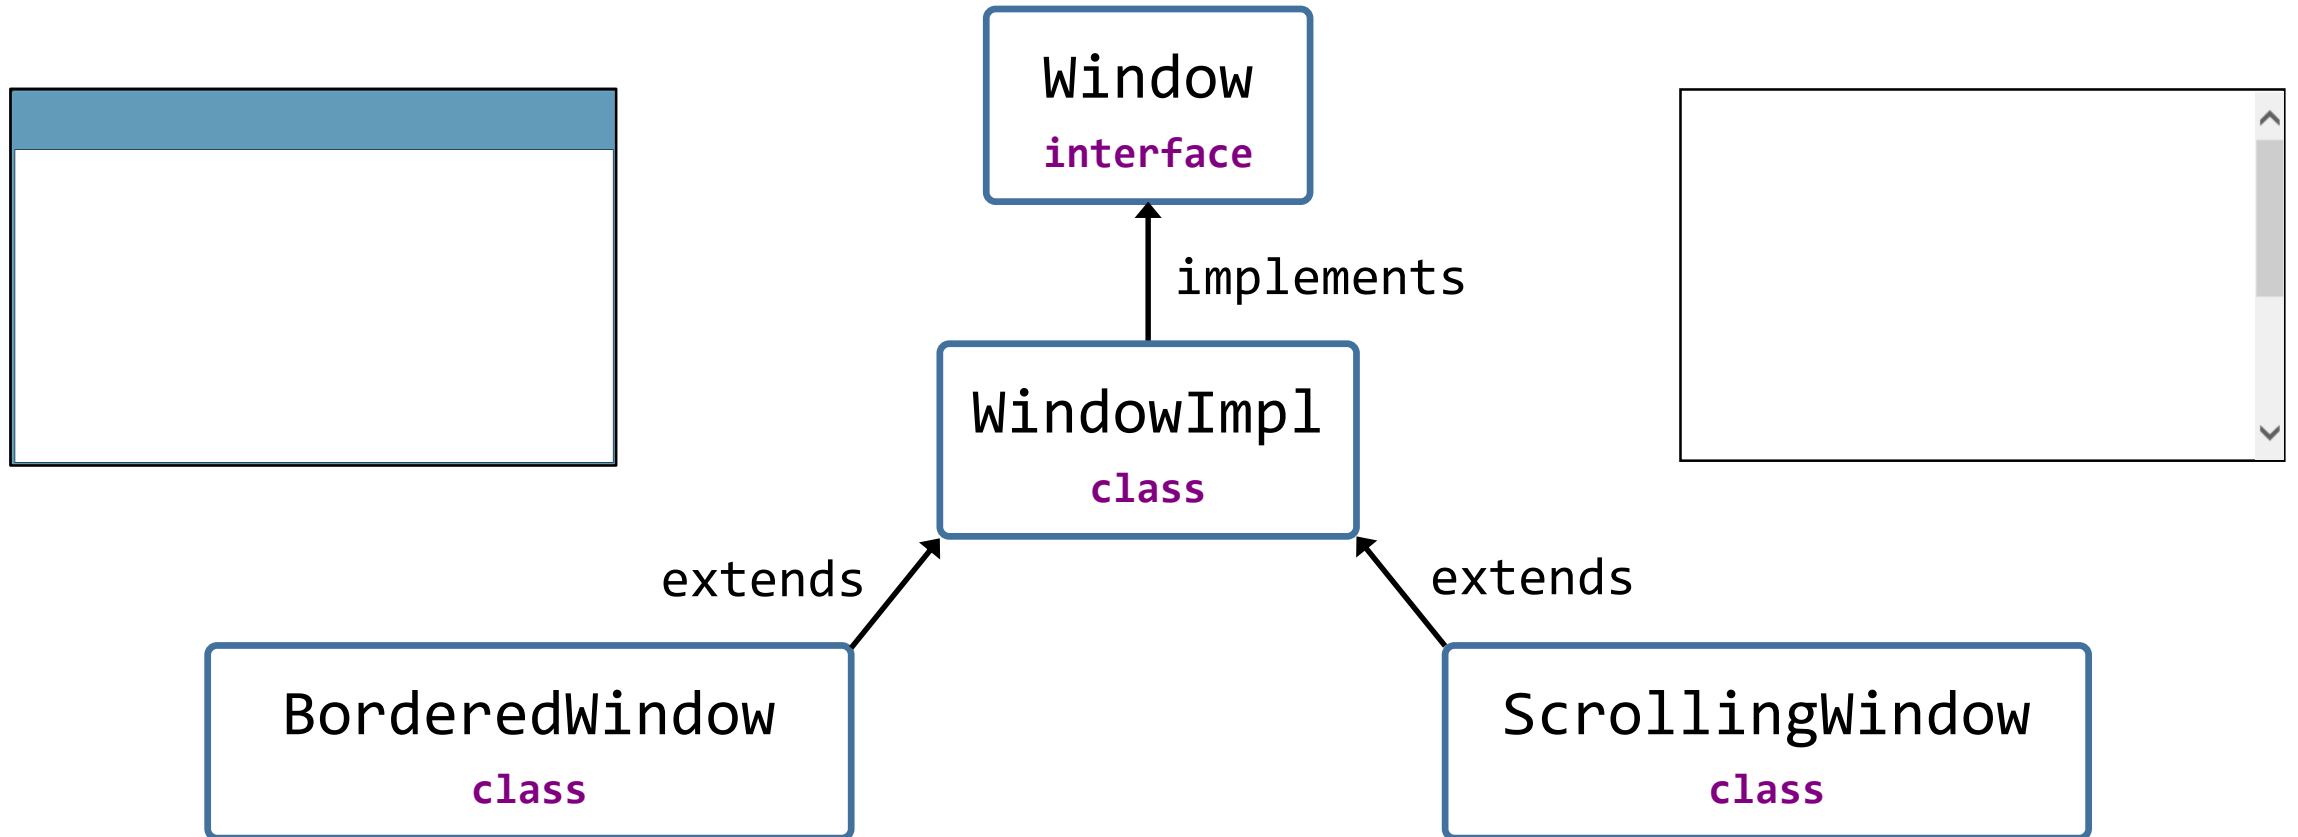 Window
interface
implements
WindowImpl
class
extends
extends
BorderedWindow
class
ScrollingWindow
class